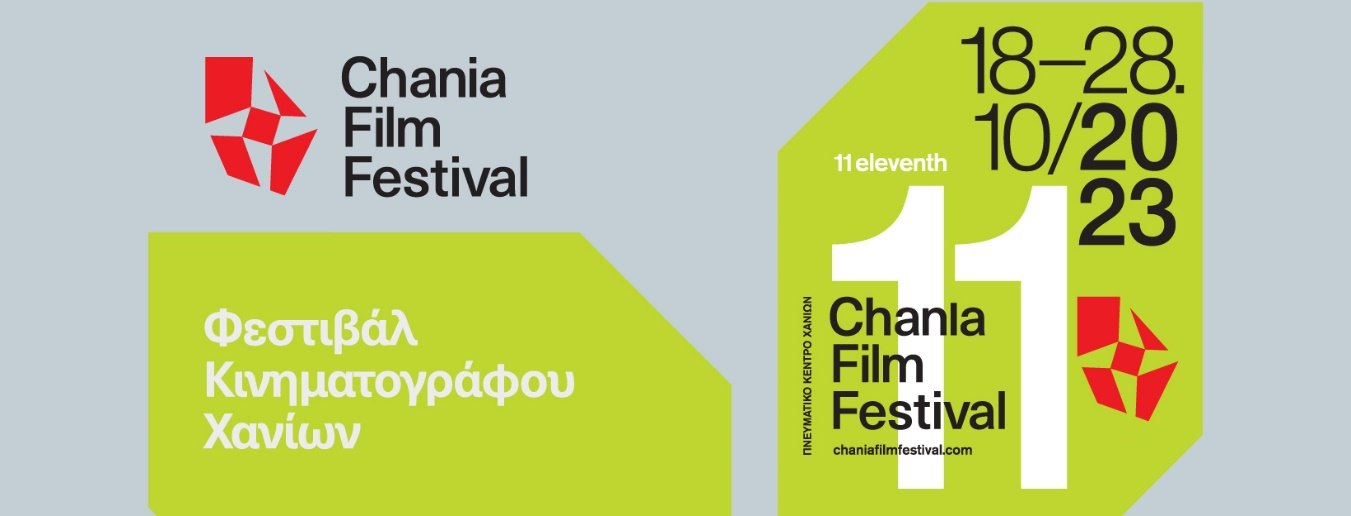 Chania
Film
Festival
Φεστιβάλ
Κινηματογράφου
Χανίων
18–28.
10/20
23
11 eleventh
11
ΠΝΕΥΜΑΤΙΚΟ ΚΕΝΤΡΟ ΧΑΝΙΩΝ
Chania
Film
Festival
chaniafilmfestival.com